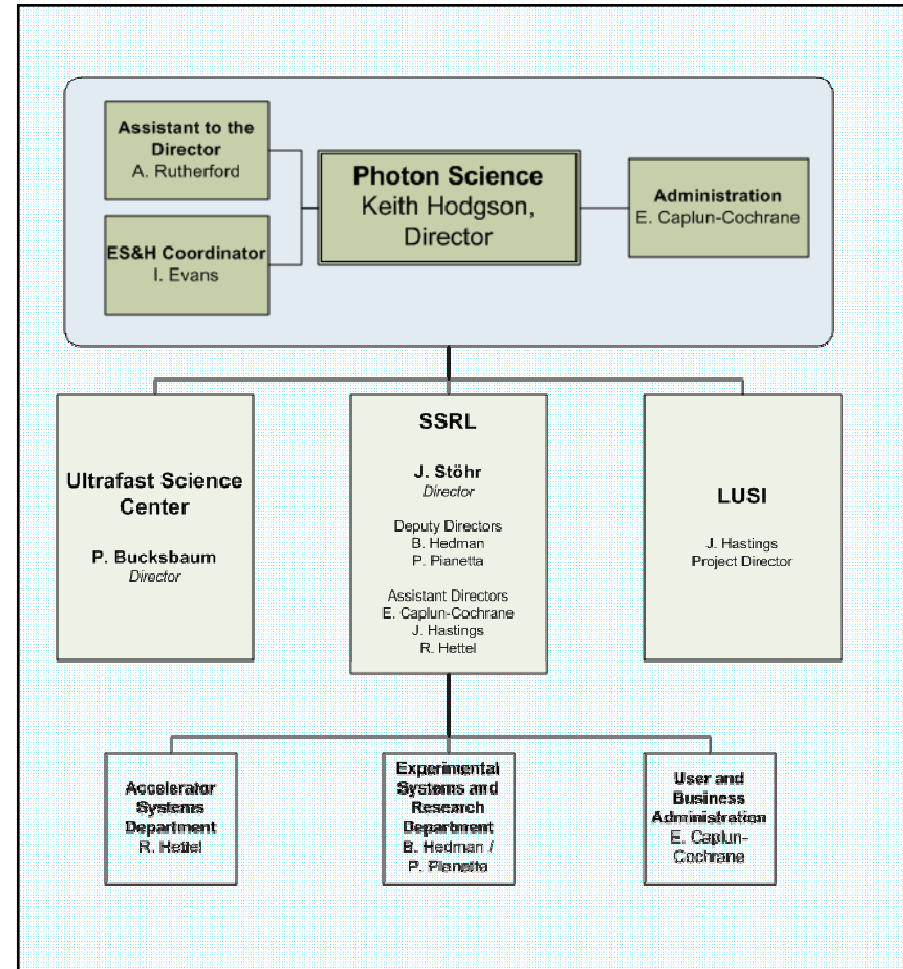 Assistant to the
Director
A. Rutherford
ES&H Coordinator
I. Evans
Photon Science
Keith Hodgson,
Director
Administration
E. Caplun-Cochrane
Ultrafast Science
Center
P. Bucksbaum
Director
SSRL
J. Stöhr
Director
Deputy Directors
B. Hedman
P. Pianetta
Assistant Directors
E. Caplun-Cochrane
J. Hastings
R. Hettel
LUSI
J. Hastings
Project Director
Accelerator
Systems
Department
R. Hettel
Experimental
Systems and
Research
Department
B. Hedman /
P. Pianetta
User and
Business
Administration
E. Caplun-
Cochrane